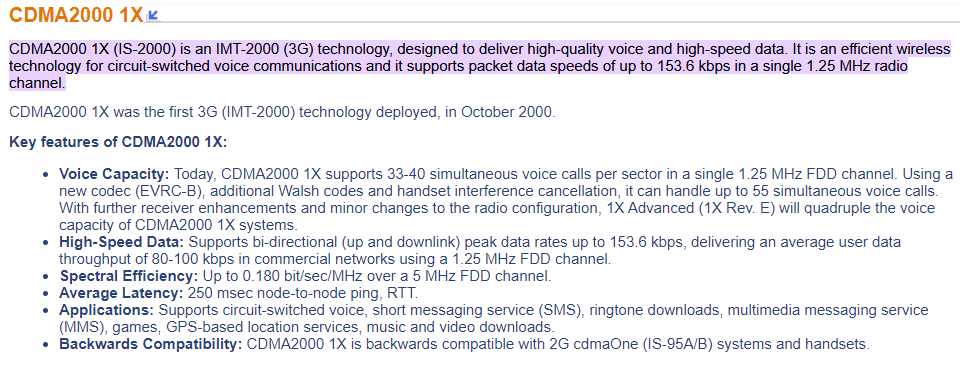 CDMA2000 1X
CDMA2000 1X (IS-2000) is an IMT-2000 (3G) technology, designed to deliver high-quality voice and high-speed data. It is an efficient wireless
technology for circuit-switched voice communications and it supports packet data speeds of up to 153.6 kbps in a single 1.25 MHz radio
channel.
CDMA2000 1X was the first 3G (IMT-2000) technology deployed, in October 2000.
Key features of CDMA2000 1X:
• Voice Capacity: Today, CDMA2000 1X supports 33-40 simultaneous voice calls per sector in a single 1.25 MHz FDD channel. Using a
new codec (EVRC-B), additional Walsh codes and handset interference cancellation, it can handle up to 55 simultaneous voice calls.
With further receiver enhancements and minor changes to the radio configuration, 1X Advanced (1X Rev. E) will quadruple the voice
capacity of CDMA2000 1X systems.
• High-Speed Data: Supports bi-directional (up and downlink) peak data rates up to 153.6 kbps, delivering an average user data
throughput of 80-100 kbps in commercial networks using a 1.25 MHz FDD channel.
• Spectral Efficiency: Up to 0.180 bit/sec/MHz over a 5 MHz FDD channel.
• Average Latency: 250 msec node-to-node ping, RTT.
• Applications: Supports circuit-switched voice, short messaging service (SMS), ringtone downloads, multimedia messaging service
(MMS), games, GPS-based location services, music and video downloads.
• Backwards Compatibility: CDMA2000 1X is backwards compatible with 2G cdmaOne (IS-95A/B) systems and handsets.